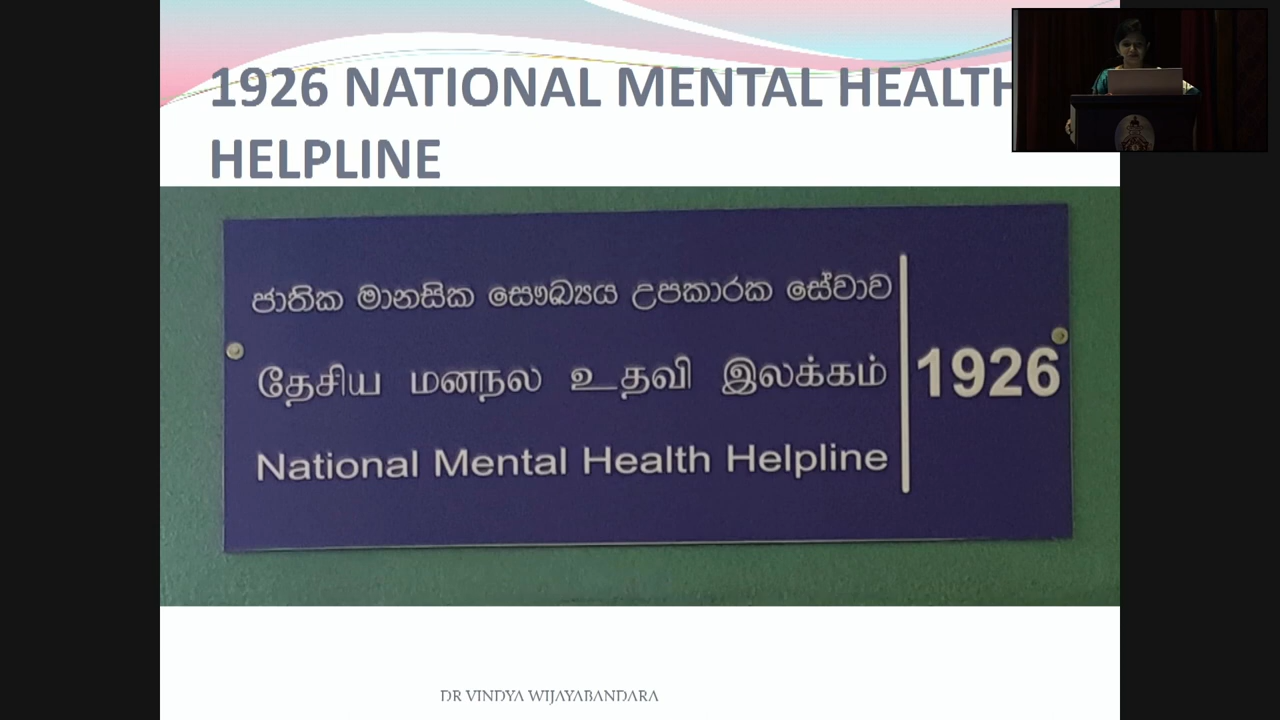 1926 NATIONAL MENTAL HEALTH
HELPLINE
ජාතික මානසික සෞඛ්‍යය උපකාරක සේවාව
தேசிய மனநல உதவி இலக்கம்
1926
National Mental Health Helpline
DR VINDYA WIJAYABANDARA